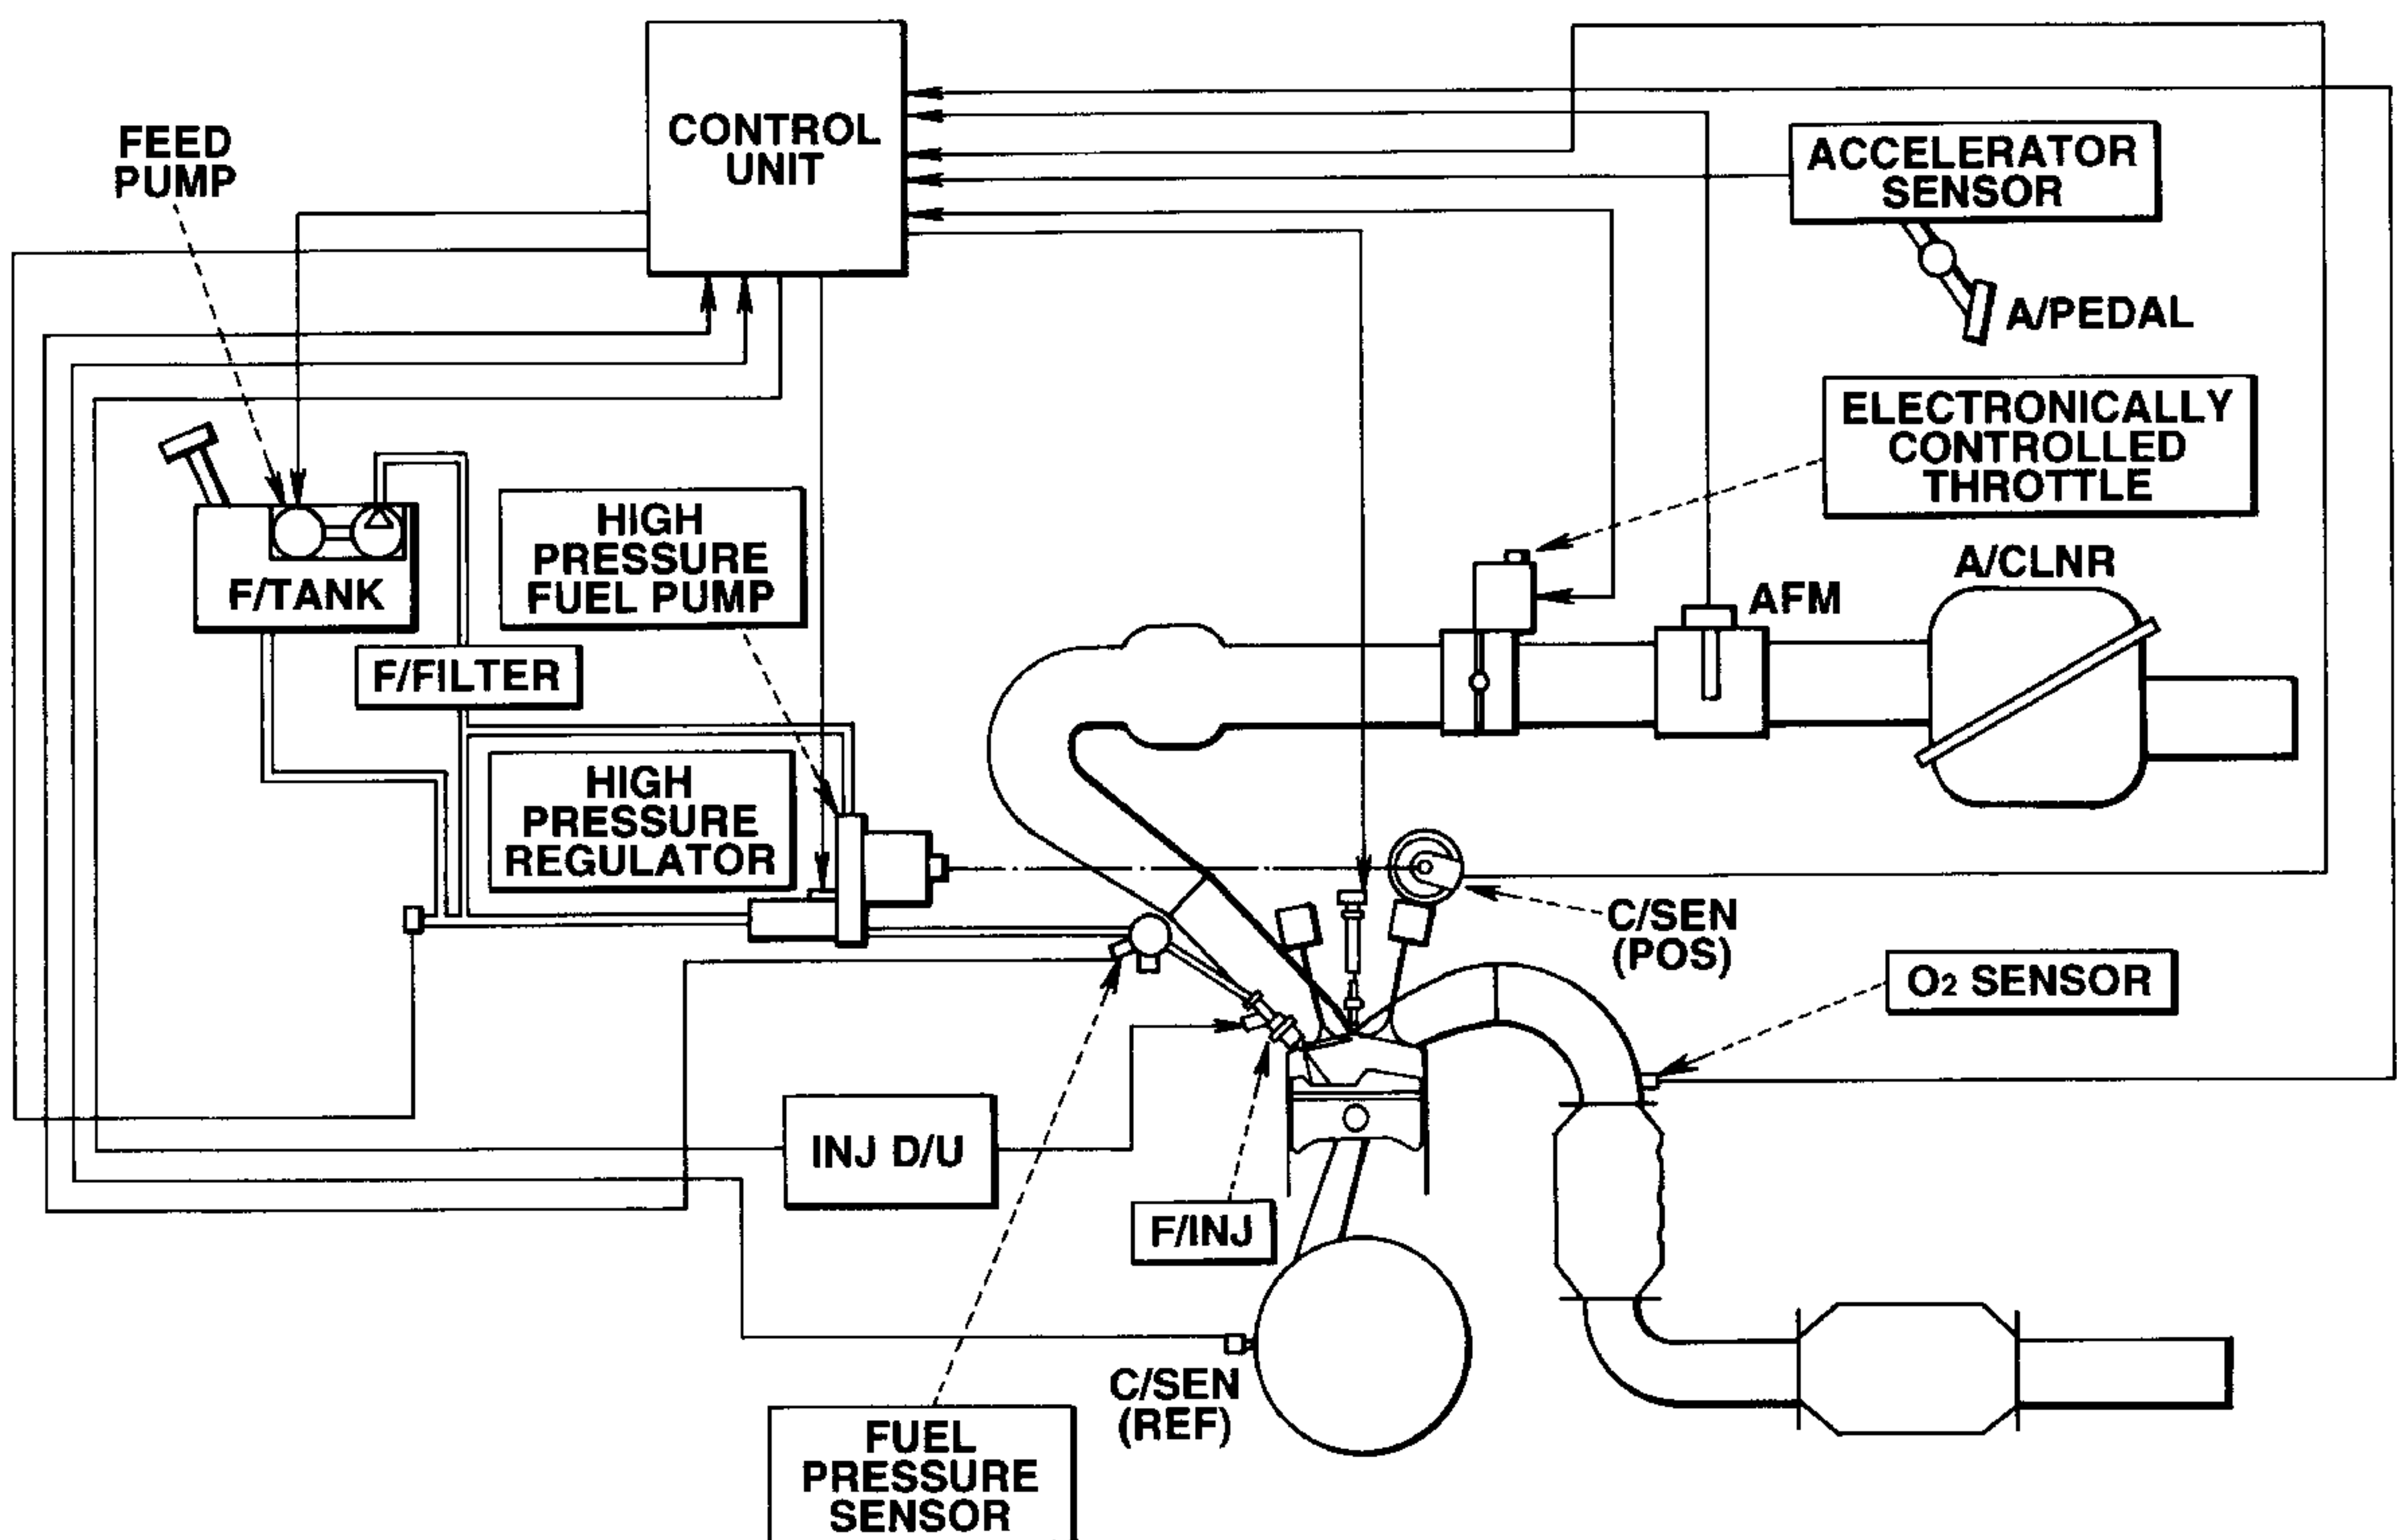 CONTROL
UNIT
FEED
PUMP
ACCELERATOR
SENSOR
A/PEDAL
ELECTRONICALLY
CONTROLLED
THROTTLE
HIGH
PRESSURE
FUEL PUMP
F/TANK
A/CLNR
AFM
F/FILTER
HIGH
PRESSURE
REGULATOR
C/SEN
(POS)
O2 SENSOR
INJ D/U
F/INJ
C/SEN
(REF)
FUEL
PRESSURE
SENSOR